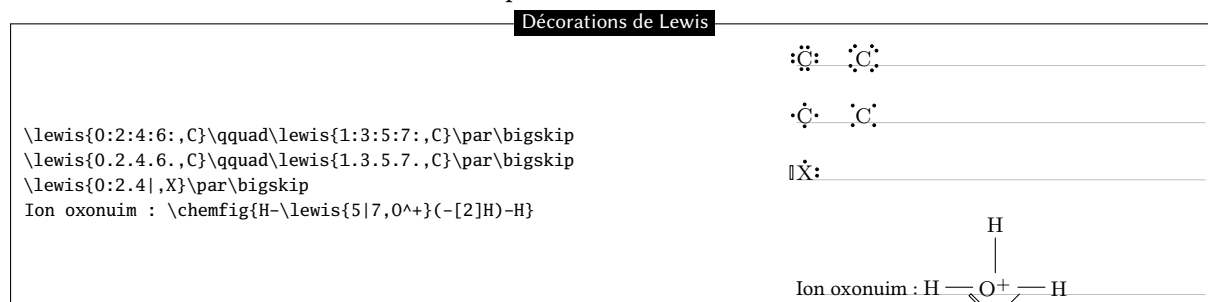 Décorations de Lewis
\lewis{0:2:4:6:,C}\qquad\lewis{1:3:5:7:,C}\par\bigskip
\lewis{0.2.4.6.,C}\qquad\lewis{1.3.5.7.,C}\par\bigskip
\lewis{0:2.4|,X}\par\bigskip
Ion oxonuim : \chemfig{H-\lewis{5|7,O^+}(-[2]H)-H}
C C
C C
X
H
Ion oxonuim : H O+ H